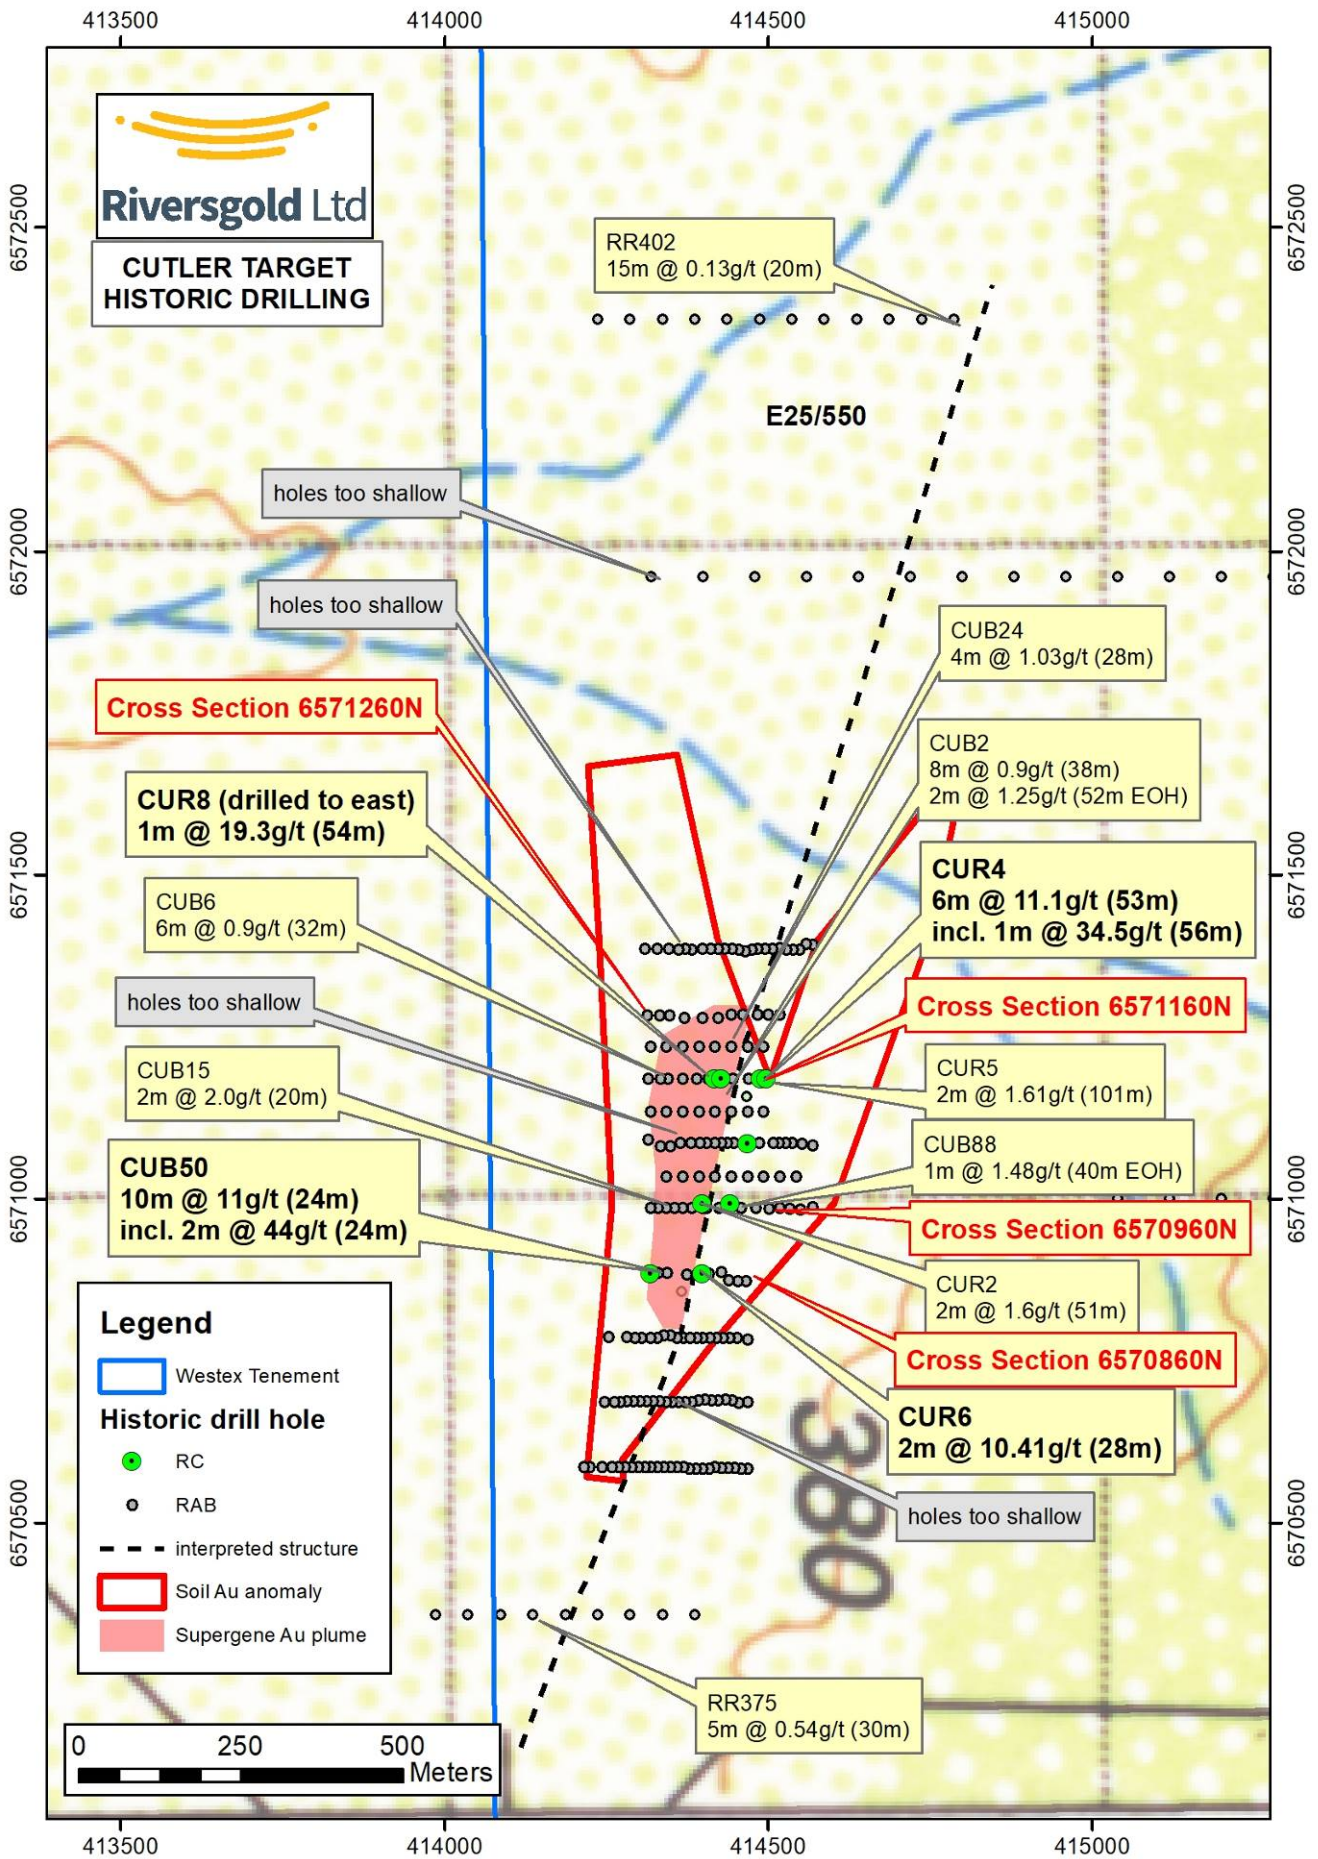 413500
414000
414500
415000
6572500
6572500
Riversgold Ltd
CUTLER TARGET
HISTORIC DRILLING
RR402
15m @ 0.13g/t (20m)
E25/550
holes too shallow
6572000
6572000
holes too shallow
CUB24
4m @ 1.03g/t (28m)
Cross Section 6571260N
CUB2
8m @ 0.9g/t (38m)
2m @ 1.25g/t (52m EOH)
CUR8 (drilled to east)
1m @ 19.3g/t (54m)
6571500
6571500
CUR4
6m @ 11.1g/t (53m)
incl. 1m @ 34.5g/t (56m)
CUB6
6m @ 0.9g/t (32m)
holes too shallow
Cross Section 6571160N
CUB15
2m @ 2.0g/t (20m)
CUR5
2m @ 1.61g/t (101m)
CUB88
1m @ 1.48g/t (40m EOH)
6571000
6571000
CUB50
10m @ 11g/t (24m)
incl. 2m @ 44g/t (24m)
Cross Section 6570960N
CUR2
2m @ 1.6g/t (51m)
Cross Section 6570860N
CUR6
2m @ 10.41g/t (28m)
380
holes too shallow
6570500
6570500
Legend
Westex Tenement
Historic drill hole
RC
RAB
interpreted structure
Soil Au anomaly
Supergene Au plume
RR375
5m @ 0.54g/t (30m)
0 250 500
Meters
413500
414000
414500
415000